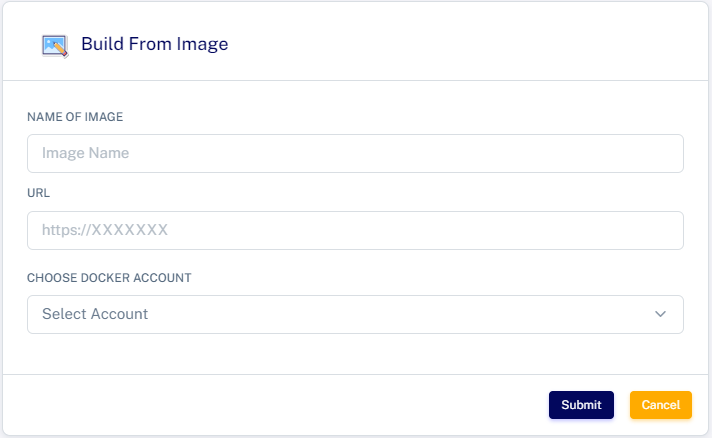 Build From Image
NAME OF IMAGE
Image Name
URL
https://XXXXXXX
CHOOSE DOCKER ACCOUNT
Select Account
Submit Cancel